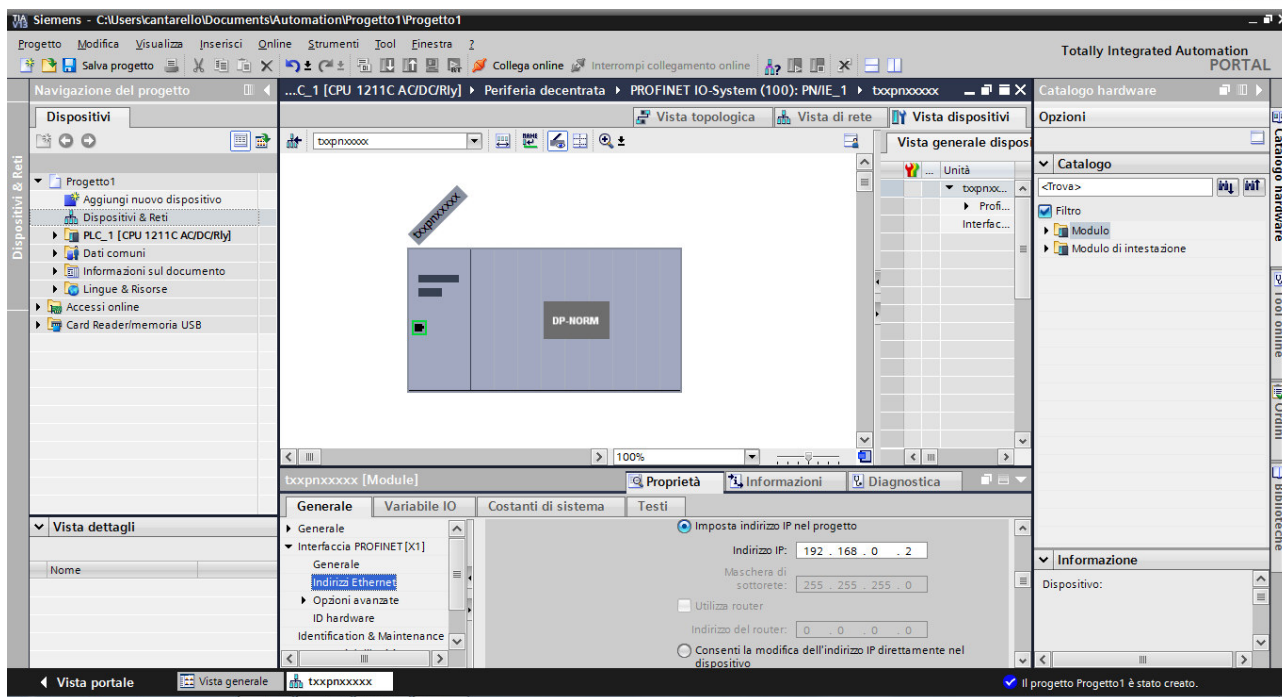 Siemens - C:\Users\cantarello\Documents\Automation\Progetto1\Progetto1
Progetto Modifica Visualizza Inserisci Online Strumenti Tool Finestra ?
Totally Integrated Automation
PORTAL
Salva progetto
Collega online
Interrompi collegamento online
Navigazione del progetto
...C_1 [CPU 1211C AC/DC/Rly] Periferia decentrata PROFINET IO-System (100): PN/IE_1 txxpnxxxxx
Catalogo hardware
Dispositivi
Vista topologica
Vista di rete
Vista dispositivi
Opzioni
txxpnxxxxx
Vista generale disposi
Dispositivi & Reti
Progetto1
Aggiungi nuovo dispositivo
Dispositivi & Reti
PLC_1 [CPU 1211C AC/DC/Rly]
Dati comuni
Informazioni sul documento
Lingue & Risorse
Accessi online
Card Reader/memoria USB
txxpnxxxxx
DP-NORM
... Unità
txxpnxx...
Profi...
Interfac...
Catalogo
<Trova>
Filtro
Modulo
Modulo di intestazione
Catalogo hardware
Tool online
Ordini
Biblioteche
100%
txxpnxxxxx [Module]
Proprietà
Informazioni
Diagnostica
Generale
Variabile IO
Costanti di sistema
Testi
Vista dettagli
Nome
Generale
Interfaccia PROFINET [X1]
Generale
Indirizzi Ethernet
Opzioni avanzate
ID hardware
Identification & Maintenance
Imposta indirizzo IP nel progetto
Indirizzo IP: 192 . 168 . 0 . 2
Maschera di
sottorete: 255 . 255 . 255 . 0
Utilizza router
Indirizzo del router: 0 . 0 . 0 . 0
Consenti la modifica dell'indirizzo IP direttamente nel
dispositivo
Informazione
Dispositivo:
Vista portale
Vista generale
txxpnxxxxx
Il progetto Progetto1 è stato creato.